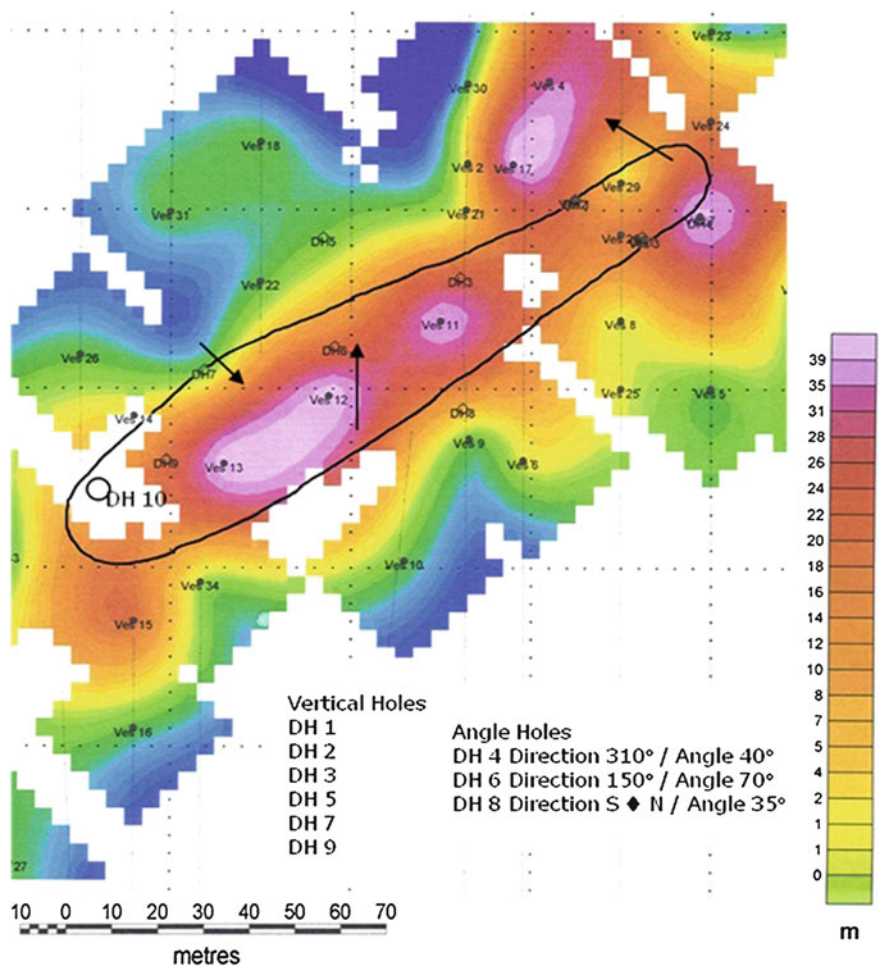 Ves 23
Ves 30
Ves 4
Ves 24
Ves 18
Ves 2
Ves 17
Ves 29
Ves 31
Ves 21
DH5
DH3
Ves 22
Ves 11
Ves 8
DH6
Ves 26
DH7
Ves 12
Ves 25
Ves 5
Ves 14
DH8
Ves 9
DH9
Ves 13
Ves 6
DH 10
Ves 10
Ves 34
Ves 15
Ves 16
27
39
35
31
28
26
24
22
20
18
16
14
12
10
8
7
5
4
2
1
1
0
m
Vertical Holes
DH 1
DH 2
DH 3
DH 5
DH 7
DH 9
Angle Holes
DH 4 Direction 310° / Angle 40°
DH 6 Direction 150° / Angle 70°
DH 8 Direction S ♦ N / Angle 35°
10 0 10 20 30 40 50 60 70
metres